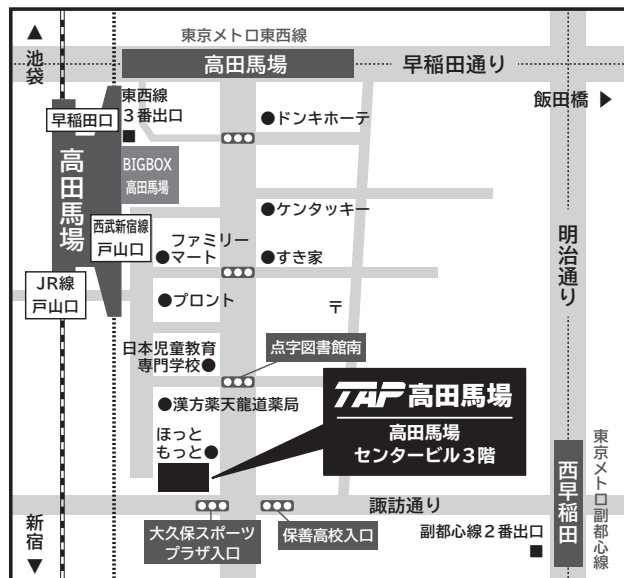 東京メトロ東西線
▲
池袋
高田馬場
早稲田通り
飯田橋 ▶
東西線
3番出口
■
早稲田口
●ドンキホーテ
BIGBOX
高田馬場
高田馬場
●ケンタッキー
西武新宿線
戸山口
ファミリー
●マート
●すき家
明治通り
JR線
戸山口
●プロント
〒
日本児童教育
専門学校●
点字図書館南
TAP 高田馬場
高田馬場
センタービル3階
●漢方薬天龍道薬局
ほっと
もっと●
西早稲田
東京メトロ副都心線
諏訪通り
新宿
▼
大久保スポーツ
プラザ入口
保善高校入口
副都心線2番出口
■